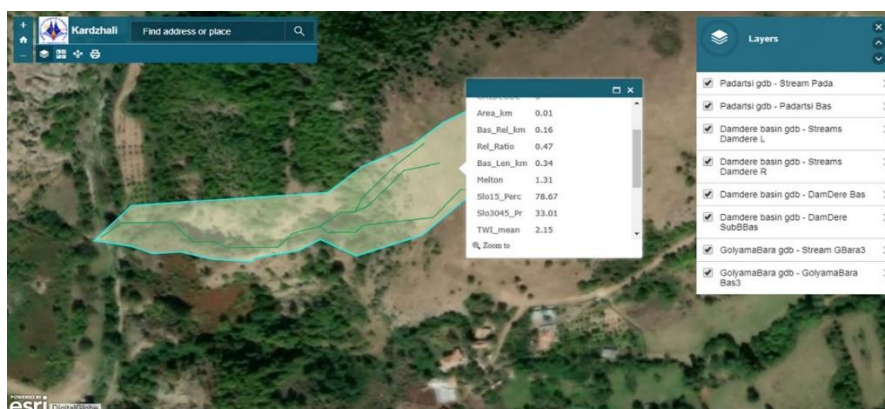 Kardzhali
Find address or place
Area_km 0.01
Bas_Rel_km 0.16
Rel_Ratio 0.47
Bas_Len_km 0.34
Melton 1.31
Slo15_Perc 78.67
Slo3045_Pr 33.01
TWI_mean 2.15
Zoom to
Layers
Padartsi gdb - Stream Pada
Padartsi gdb - Padartsi Bas
Damdere basin gdb - Streams
Damdere L
Damdere basin gdb - Streams
Damdere R
Damdere basin gdb - DamDere Bas
Damdere basin gdb - DamDere
SubBBas
GolyamaBara gdb - Stream GBara3
GolyamaBara gdb - GolyamaBara
Bas3
POWERED BY
esri